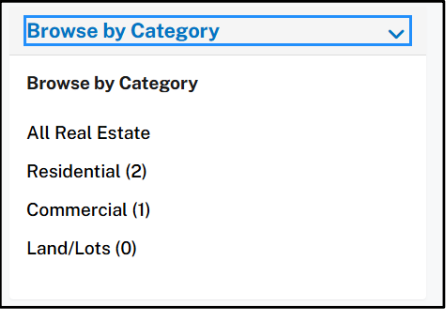 Browse by Category
Browse by Category
All Real Estate
Residential (2)
Commercial (1)
Land/Lots (0)